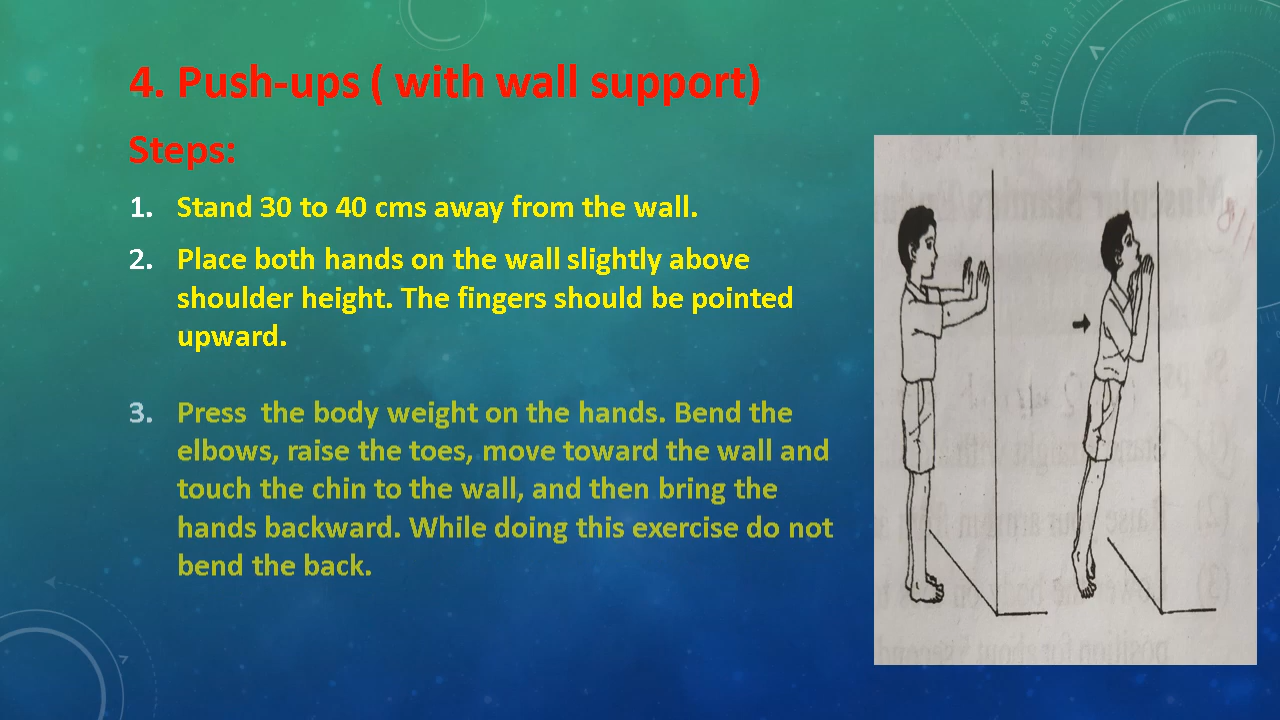 4. Push-ups ( with wall support)
Steps:
1. Stand 30 to 40 cms away from the wall.
2. Place both hands on the wall slightly above
shoulder height. The fingers should be pointed
upward.
3. Press  the body weight on the hands. Bend the
elbows, raise the toes, move toward the wall and
touch the chin to the wall, and then bring the
hands backward. While doing this exercise do not
bend the back.
190 200